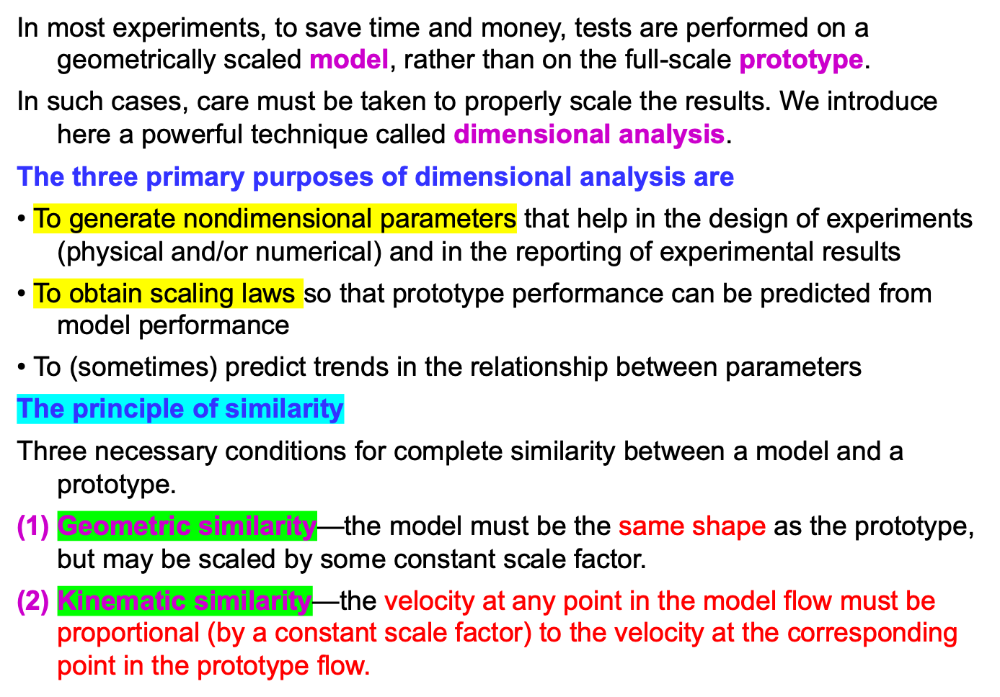 In most experiments, to save time and money, tests are performed on a
geometrically scaled model, rather than on the full-scale prototype.
In such cases, care must be taken to properly scale the results. We introduce
here a powerful technique called dimensional analysis.
The three primary purposes of dimensional analysis are
• To generate nondimensional parameters that help in the design of experiments
(physical and/or numerical) and in the reporting of experimental results
• To obtain scaling laws so that prototype performance can be predicted from
model performance
• To (sometimes) predict trends in the relationship between parameters
The principle of similarity
Three necessary conditions for complete similarity between a model and a
prototype.
(1) Geometric similarity—the model must be the same shape as the prototype,
but may be scaled by some constant scale factor.
(2) Kinematic similarity—the velocity at any point in the model flow must be
proportional (by a constant scale factor) to the velocity at the corresponding
point in the prototype flow.